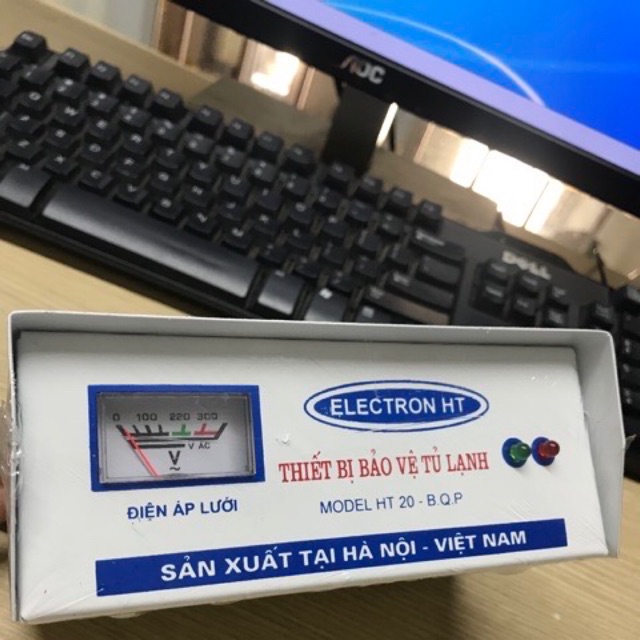 AOC
DELL
ELECTRON HT
0 100 220 300
V AC
V
~
ĐIỆN ÁP LƯỚI
THIẾT BỊ BẢO VỆ TỦ LẠNH
MODEL HT 20 - B.Q.P
SẢN XUẤT TẠI HÀ NỘI - VIỆT NAM